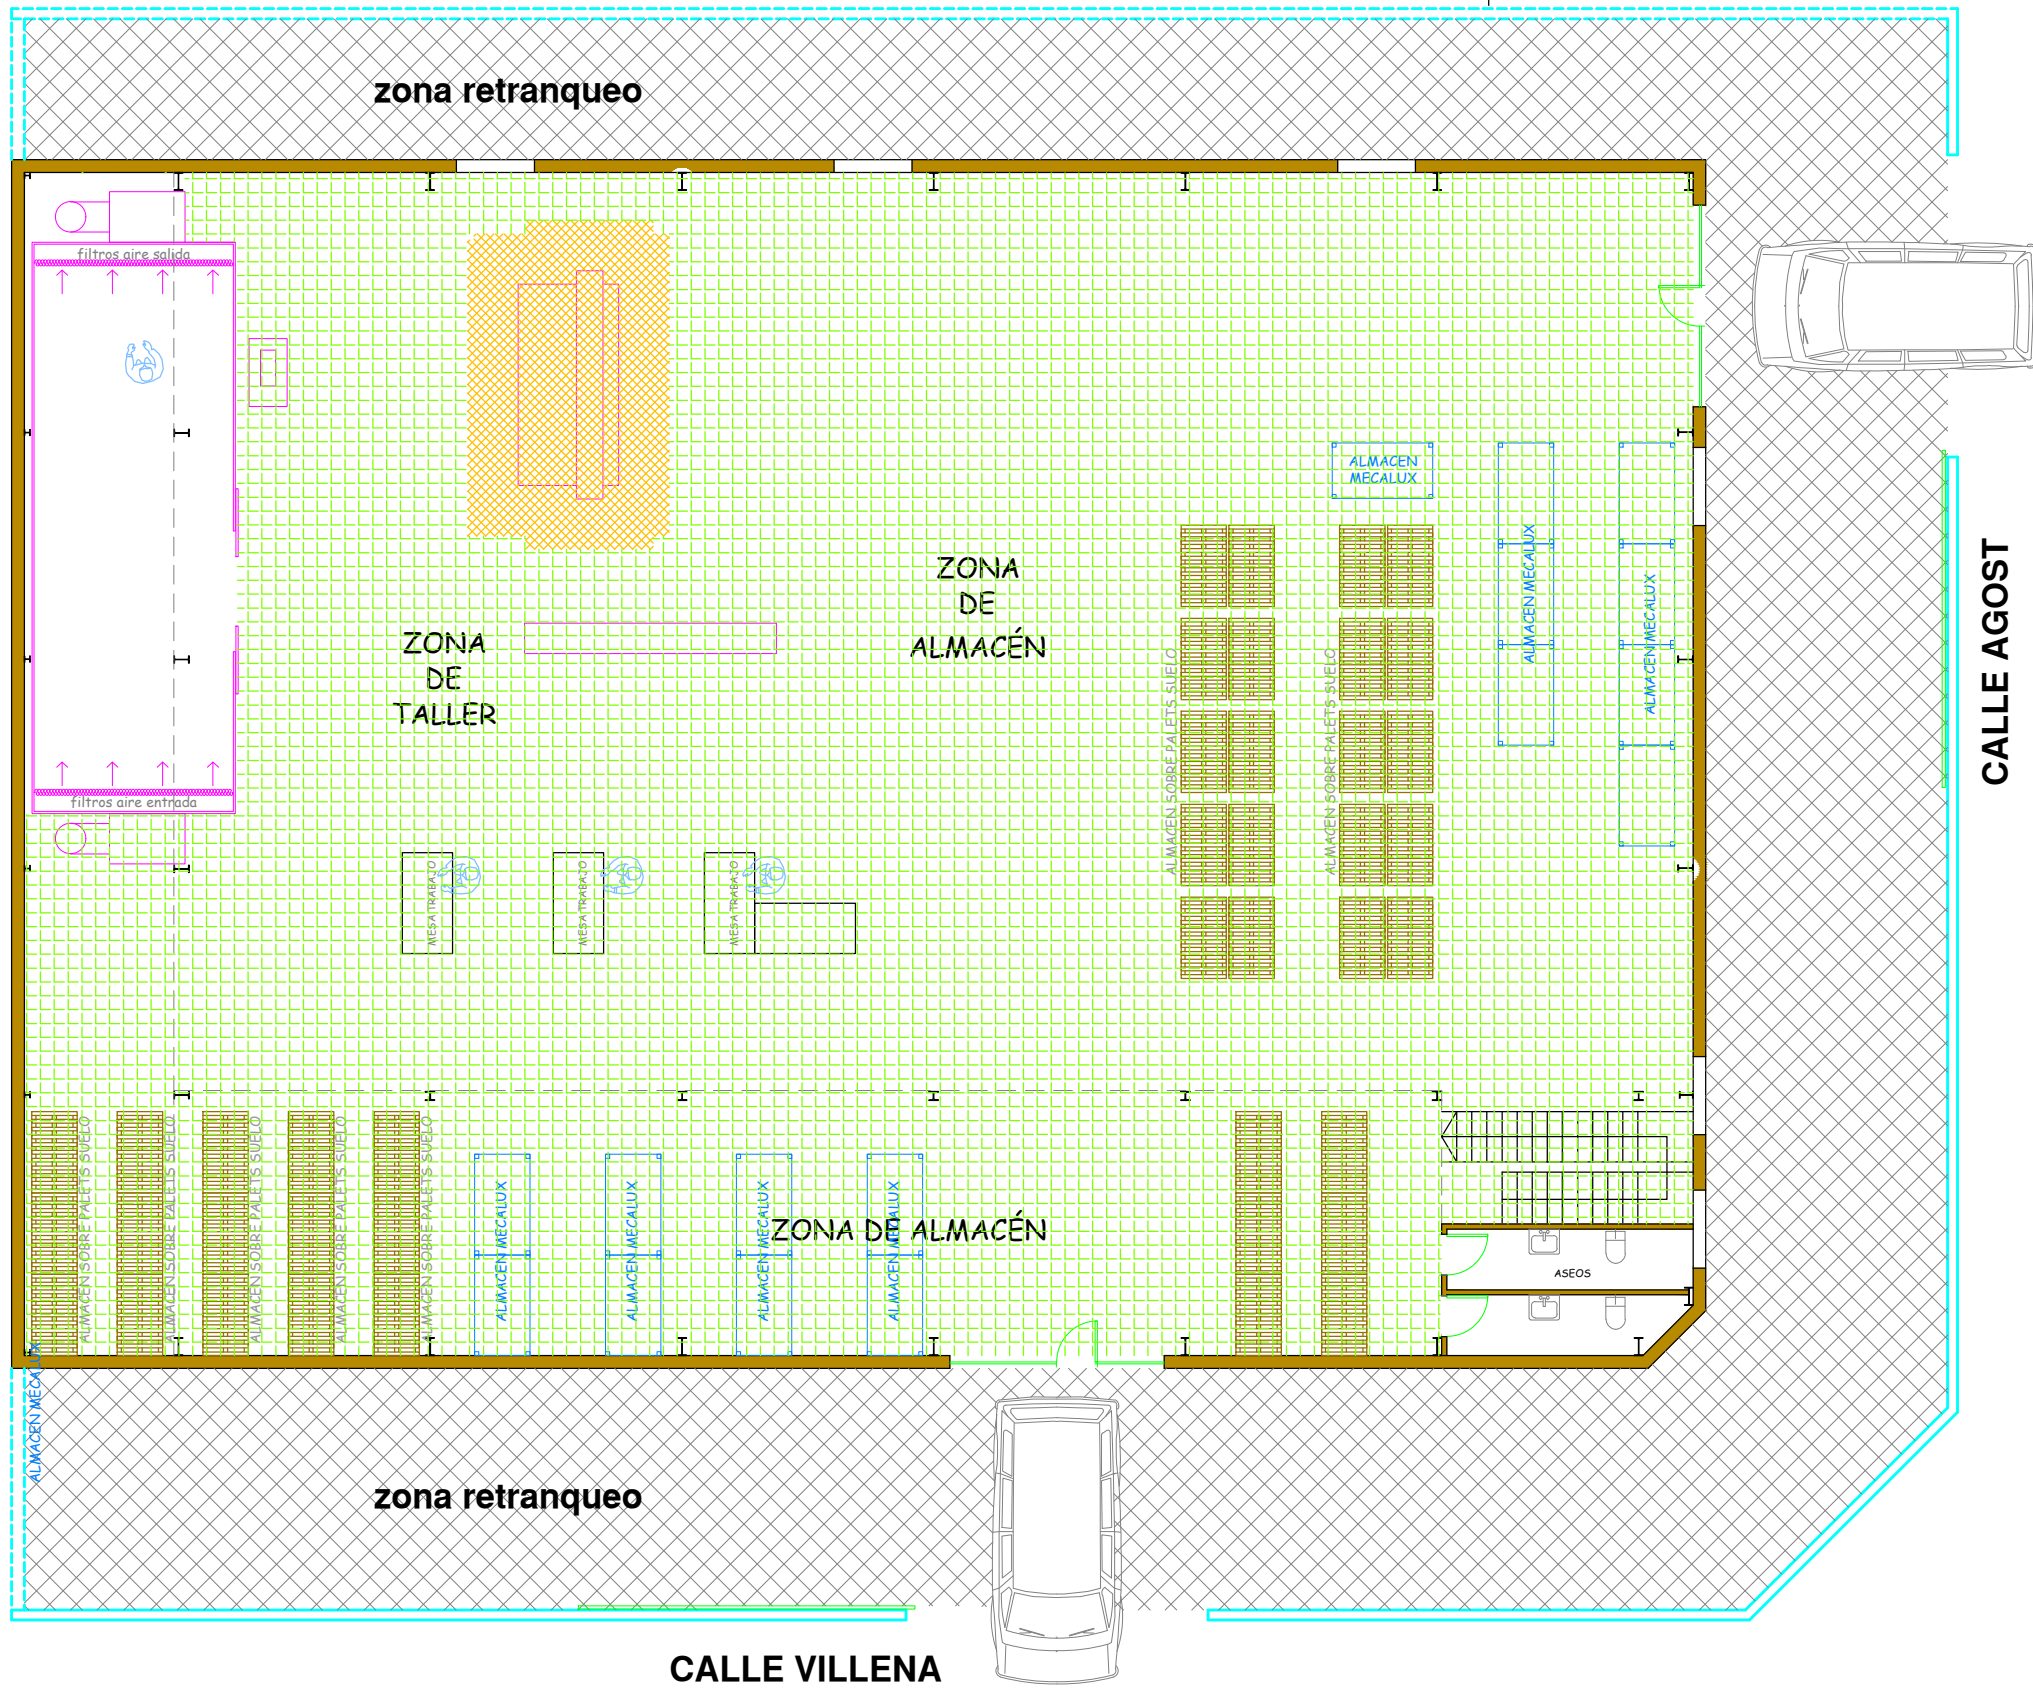 zona retranqueo
filtros aire salida
ALMACEN
MECALUX
ALMACEN MECALUX
ALMACEN MECALUX
ZONA
DE
ALMACÉN
ZONA
DE
TALLER
ALMACEN SOBRE PALETS SUELO
ALMACEN SOBRE PALETS SUELO
CALLE AGOST
filtros aire entrada
MESA TRABAJO
MESA TRABAJO
MESA TRABAJO
ALMACEN SOBRE PALETS SUELO
ALMACEN SOBRE PALETS SUELO
ALMACEN SOBRE PALETS SUELO
ALMACEN SOBRE PALETS SUELO
ALMACEN SOBRE PALETS SUELO
ALMACEN MECALUX
ALMACEN MECALUX
ALMACEN MECALUX
ALMACEN MECALUX
ZONA DE ALMACÉN
ASEOS
ALMACEN MECALUX
zona retranqueo
CALLE VILLENA